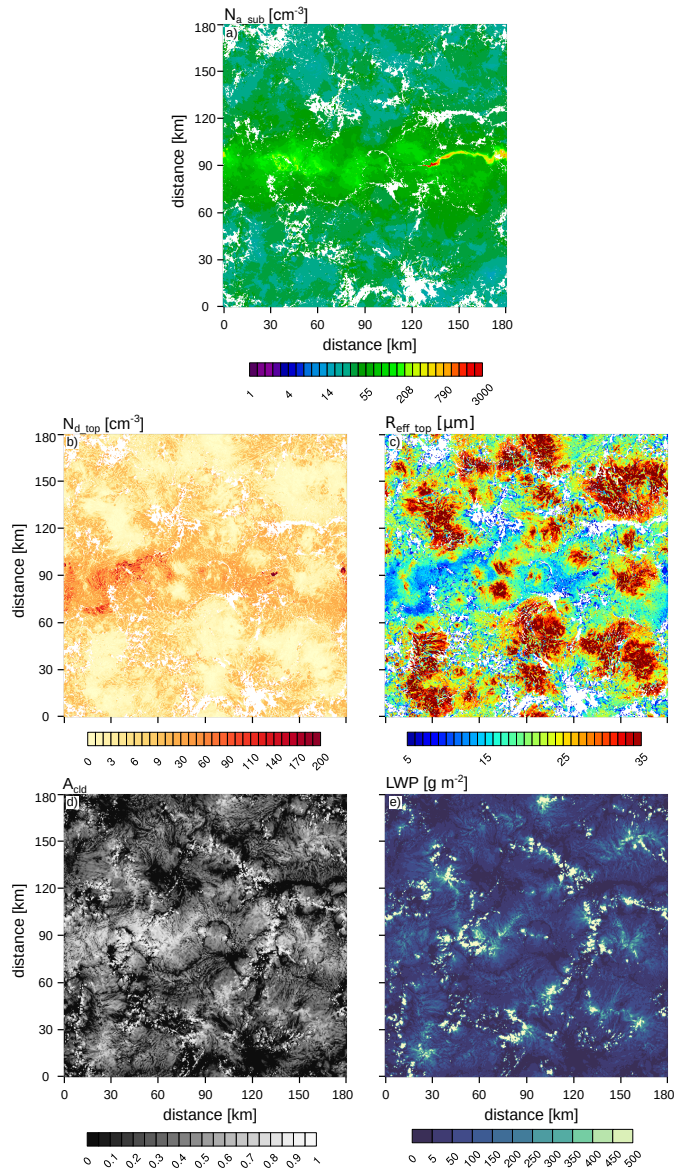 N_a_sub [cm-3]
a)
180
150
120
90
60
30
0
distance [km]
0 30 60 90 120 150 180
distance [km]
1 4 14 55 208 790 3000
N_d_top [cm-3]
b)
180
150
120
90
60
30
0
distance [km]
0 3 6 9 30 60 90 110 140 170 200
R_eff_top [μm]
c)
5 15 25 35
A_cld
d)
180
150
120
90
60
30
0
distance [km]
0 30 60 90 120 150 180
distance [km]
0 0.1 0.2 0.3 0.4 0.5 0.6 0.7 0.8 0.9 1
LWP [g m-2]
e)
0 30 60 90 120 150 180
distance [km]
0 5 50 100 150 200 250 300 350 400 450 500